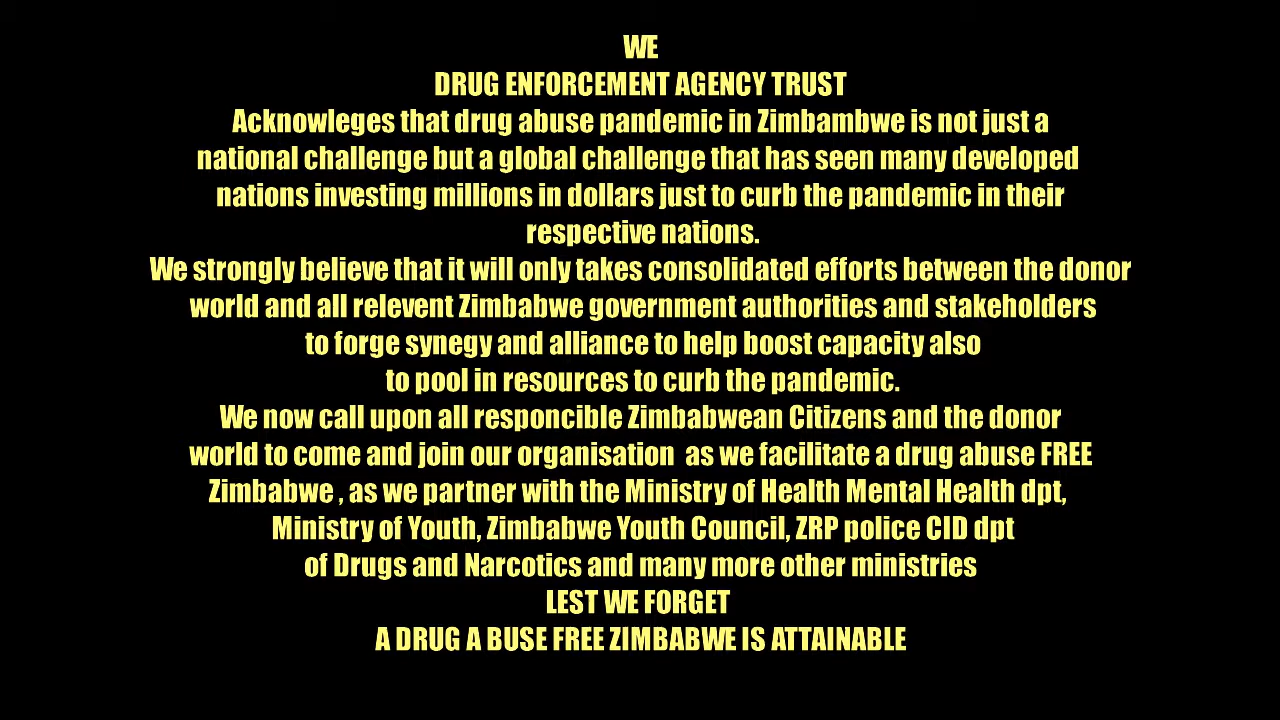 WE
DRUG ENFORCEMENT AGENCY TRUST
Acknowleges that drug abuse pandemic in Zimbambwe is not just a
national challenge but a global challenge that has seen many developed
nations investing millions in dollars just to curb the pandemic in their
respective nations.
We strongly believe that it will only takes consolidated efforts between the donor
world and all relevent Zimbabwe government authorities and stakeholders
to forge synegy and alliance to help boost capacity also
to pool in resources to curb the pandemic.
We now call upon all responcible Zimbabwean Citizens and the donor
world to come and join our organisation  as we facilitate a drug abuse FREE
Zimbabwe , as we partner with the Ministry of Health Mental Health dpt,
Ministry of Youth, Zimbabwe Youth Council, ZRP police CID dpt
of Drugs and Narcotics and many more other ministries
LEST WE FORGET
A DRUG A BUSE FREE ZIMBABWE IS ATTAINABLE